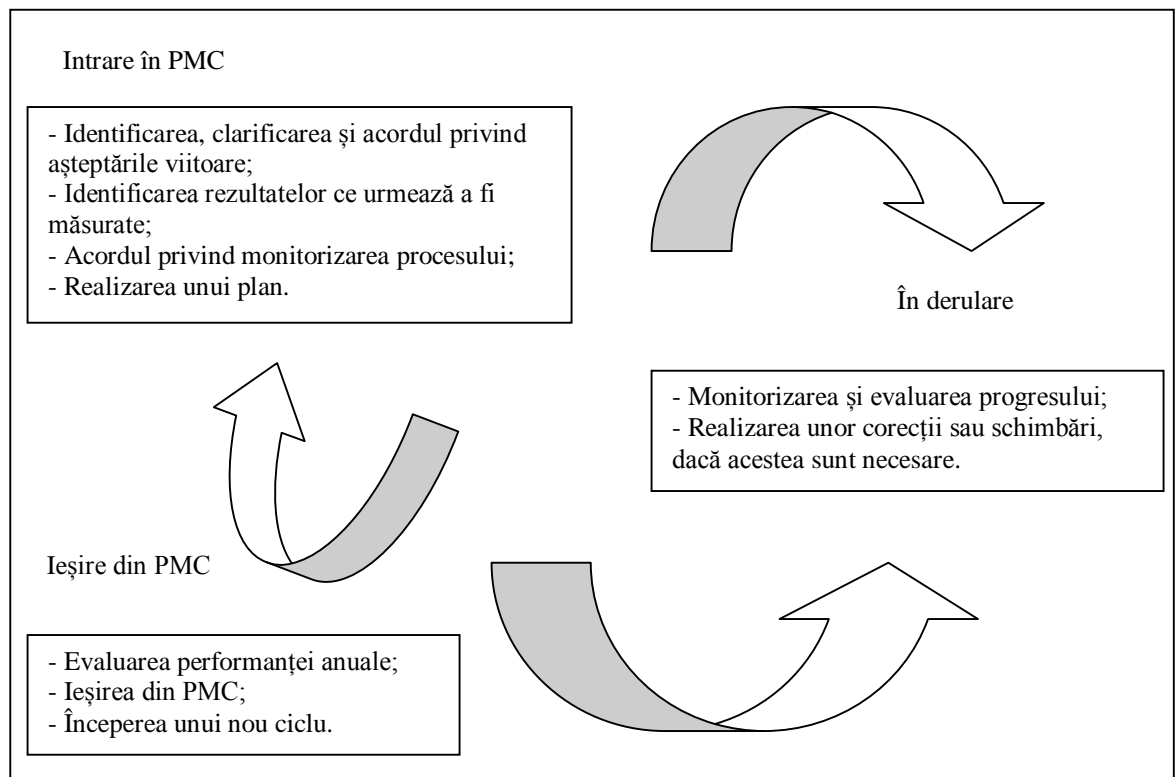 Intrare în PMC
- Identificarea, clarificarea și acordul privind
așteptările viitoare;
- Identificarea rezultatelor ce urmează a fi
măsurate;
- Acordul privind monitorizarea procesului;
- Realizarea unui plan.
În derulare
- Monitorizarea și evaluarea progresului;
- Realizarea unor corecții sau schimbări,
dacă acestea sunt necesare.
Ieșire din PMC
- Evaluarea performanței anuale;
- Ieșirea din PMC;
- Începerea unui nou ciclu.